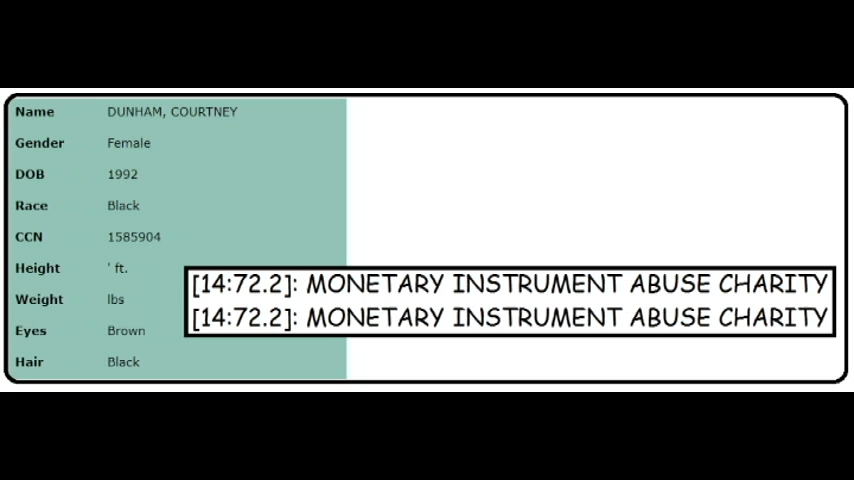 Name DUNHAM, COURTNEY
Gender Female
DOB 1992
Race Black
CCN 1585904
Height ' ft.
Weight lbs
Eyes Brown
Hair Black
[14:72.2]: MONETARY INSTRUMENT ABUSE CHARITY
[14:72.2]: MONETARY INSTRUMENT ABUSE CHARITY